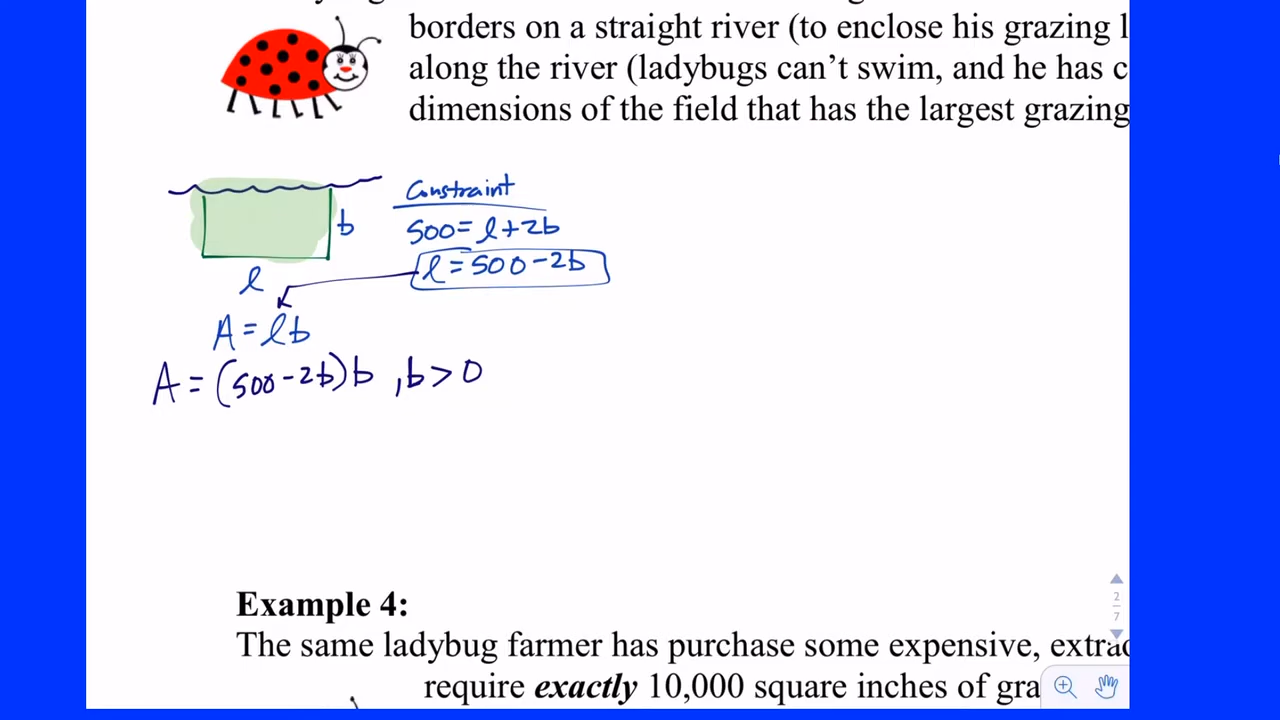 borders on a straight river (to enclose his grazing l
along the river (ladybugs can't swim, and he has c
dimensions of the field that has the largest grazing
Constraint
500 = l + 2b
l = 500 - 2b
b
l
A = lb
A = (500 - 2b)b , b > 0
Example 4:
The same ladybug farmer has purchase some expensive, extrac
require exactly 10,000 square inches of gra
2
7